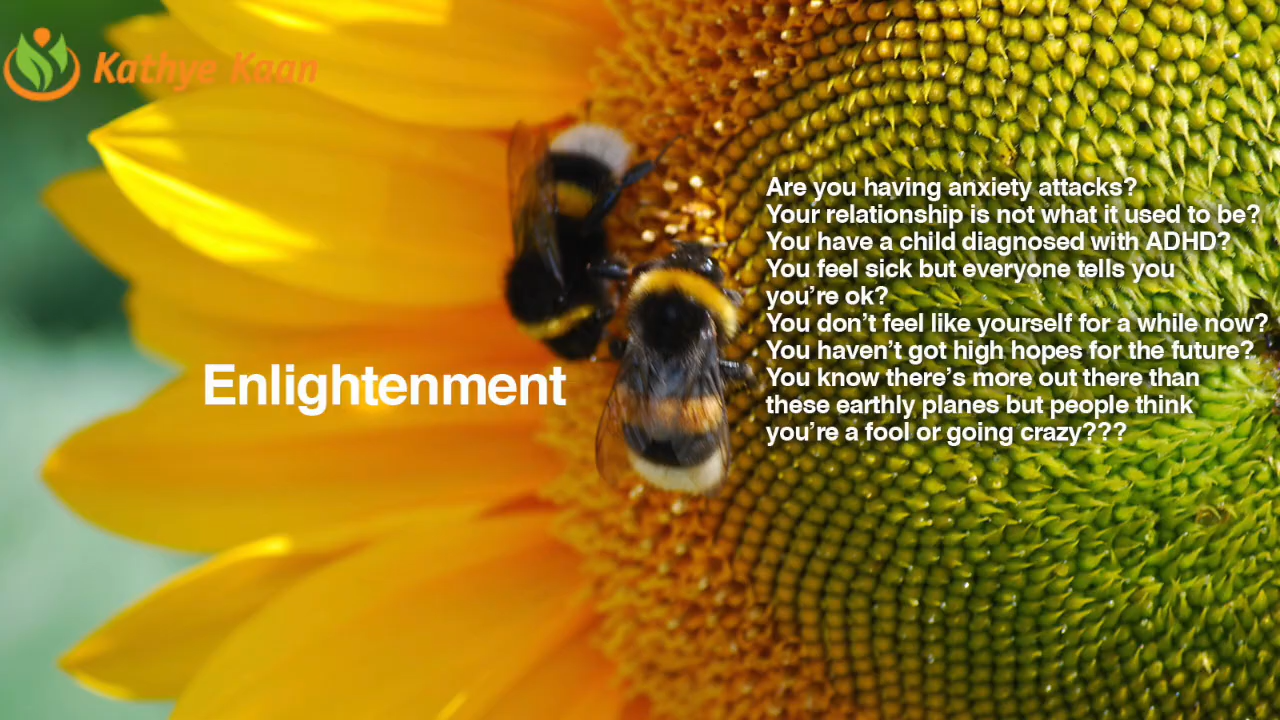 Kathye Kaan
Enlightenment
Are you having anxiety attacks?
Your relationship is not what it used to be?
You have a child diagnosed with ADHD?
You feel sick but everyone tells you
you’re ok?
You don’t feel like yourself for a while now?
You haven’t got high hopes for the future?
You know there’s more out there than
these earthly planes but people think
you’re a fool or going crazy???